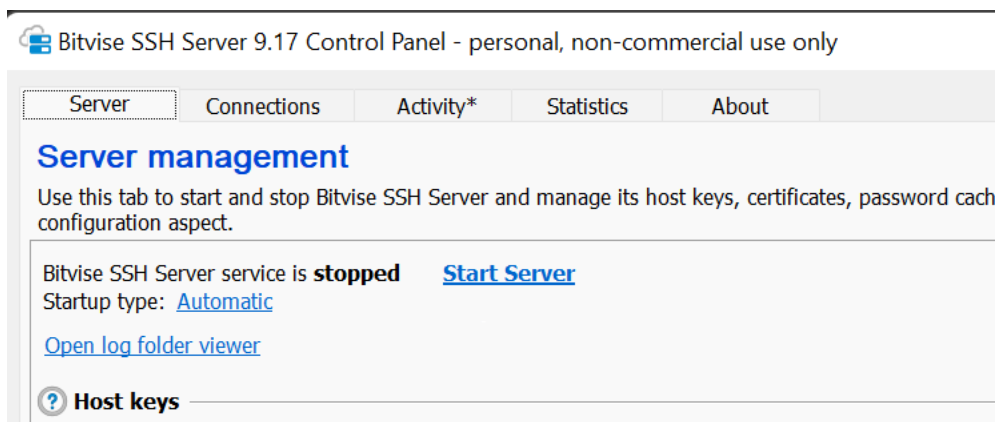 Bitvise SSH Server 9.17 Control Panel - personal, non-commercial use only
Server Connections Activity* Statistics About
Server management
Use this tab to start and stop Bitvise SSH Server and manage its host keys, certificates, password cach
configuration aspect.
Bitvise SSH Server service is stopped Start Server
Startup type: Automatic
Open log folder viewer
? Host keys